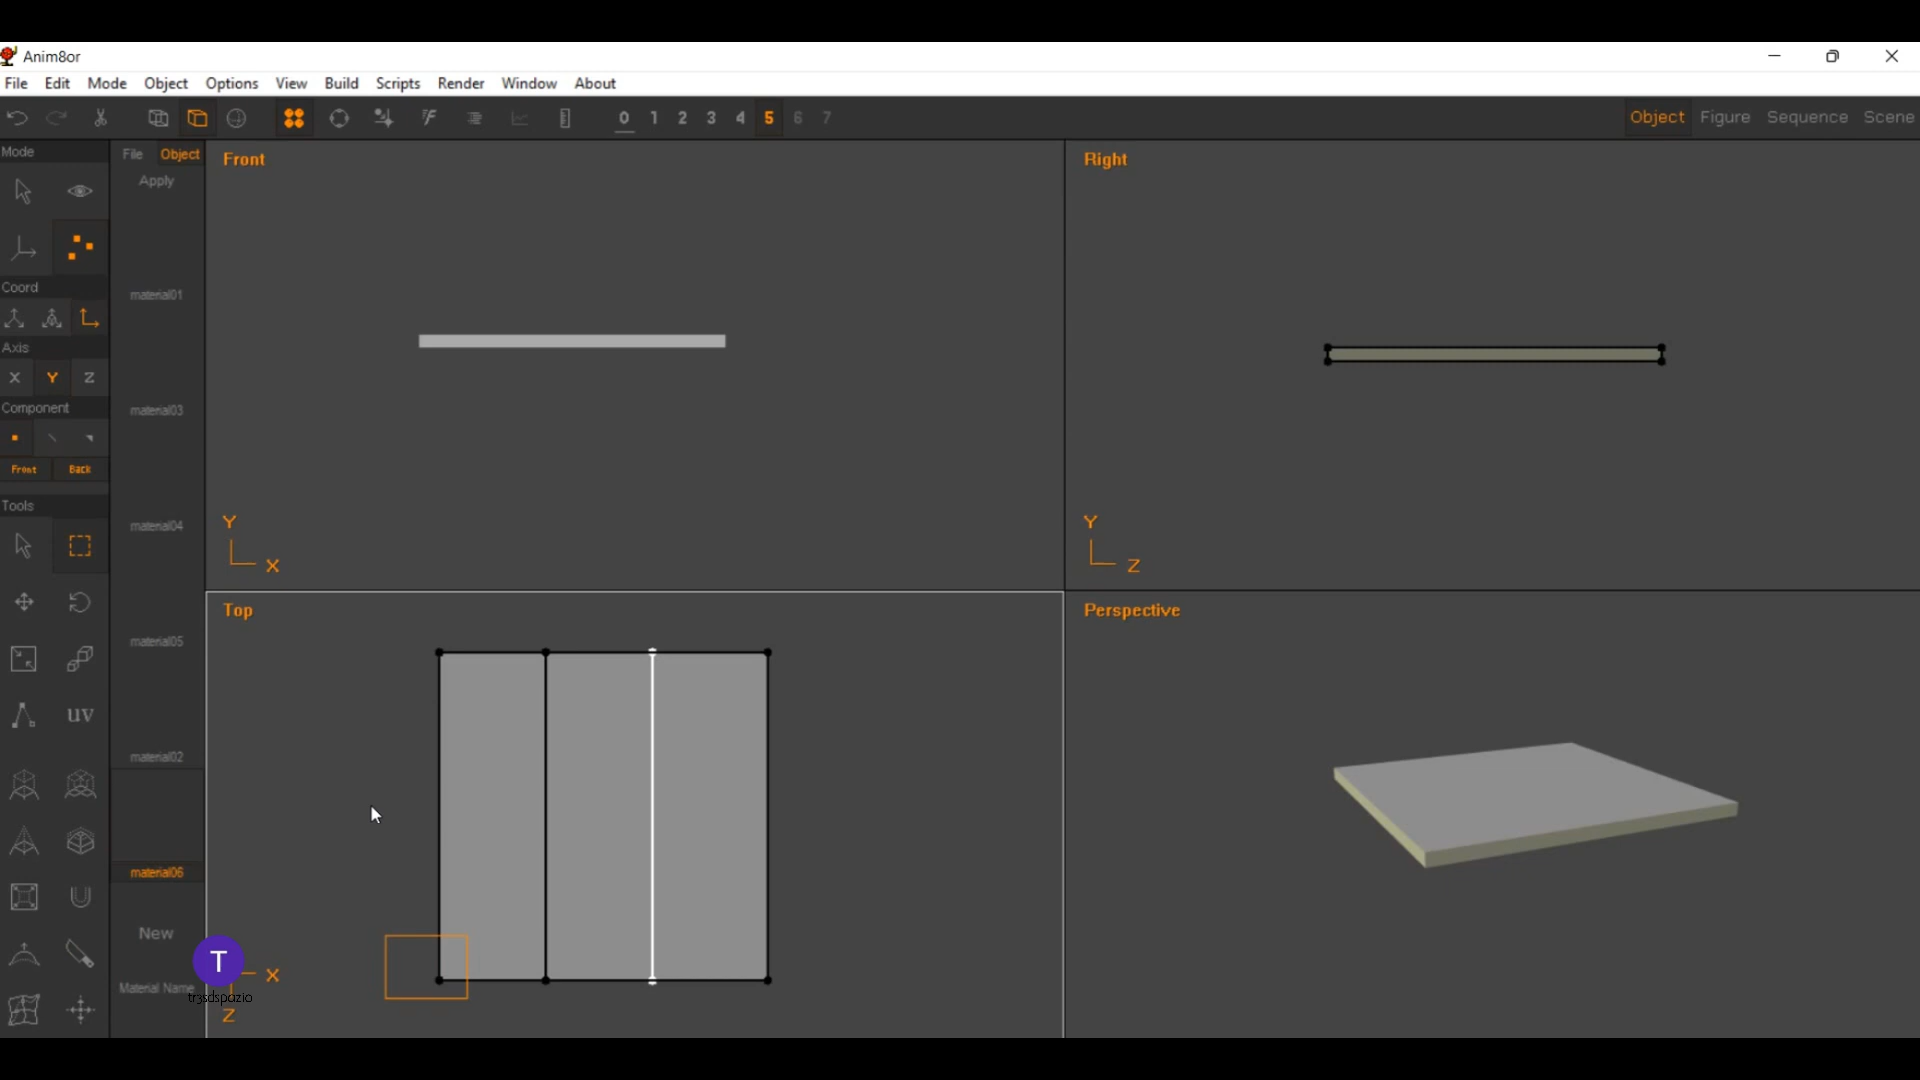 Anim8or
File Edit Mode Object Options View Build Scripts Render Window About
0 1 2 3 4 5 6 7
Object Figure Sequence Scene
Mode
File Object
Apply
Front
Right
Coord
material01
Axis
X Y Z
Component
material03
Front Back
Tools
material04
Y
X
Y
Z
Top
Perspective
material05
UV
material02
material06
New
T
X
Material Name
tr3sdspazio
Z